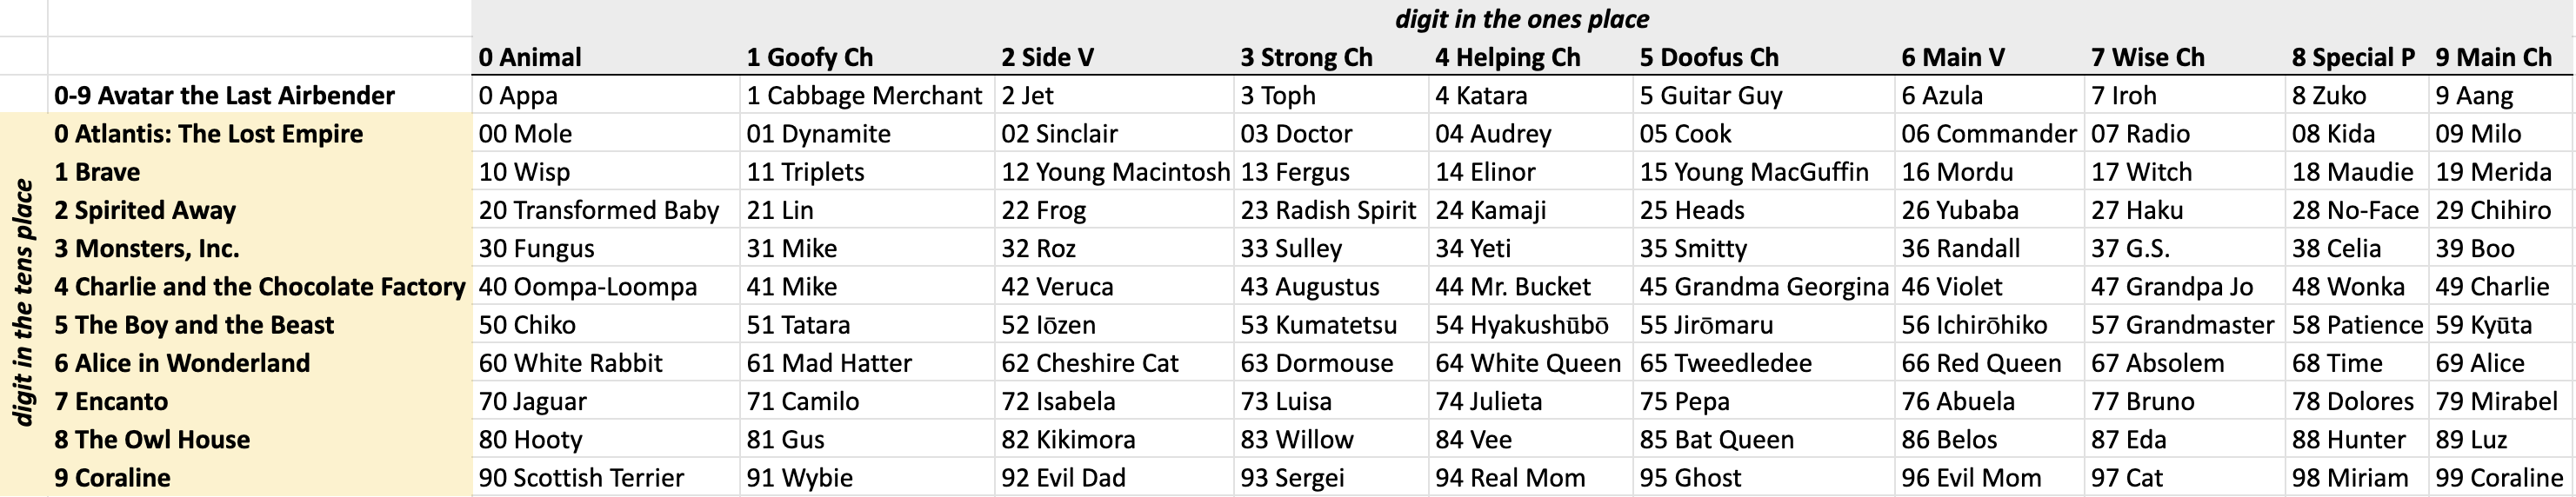 digit in the ones place
0 Animal 1 Goofy Ch 2 Side V 3 Strong Ch 4 Helping Ch 5 Doofus Ch 6 Main V 7 Wise Ch 8 Special P 9 Main Ch
0-9 Avatar the Last Airbender 0 Appa 1 Cabbage Merchant 2 Jet 3 Toph 4 Katara 5 Guitar Guy 6 Azula 7 Iroh 8 Zuko 9 Aang
digit in the tens place
0 Atlantis: The Lost Empire 00 Mole 01 Dynamite 02 Sinclair 03 Doctor 04 Audrey 05 Cook 06 Commander 07 Radio 08 Kida 09 Milo
1 Brave 10 Wisp 11 Triplets 12 Young Macintosh 13 Fergus 14 Elinor 15 Young MacGuffin 16 Mordu 17 Witch 18 Maudie 19 Merida
2 Spirited Away 20 Transformed Baby 21 Lin 22 Frog 23 Radish Spirit 24 Kamaji 25 Heads 26 Yubaba 27 Haku 28 No-Face 29 Chihiro
3 Monsters, Inc. 30 Fungus 31 Mike 32 Roz 33 Sulley 34 Yeti 35 Smitty 36 Randall 37 G.S. 38 Celia 39 Boo
4 Charlie and the Chocolate Factory 40 Oompa-Loompa 41 Mike 42 Veruca 43 Augustus 44 Mr. Bucket 45 Grandma Georgina 46 Violet 47 Grandpa Jo 48 Wonka 49 Charlie
5 The Boy and the Beast 50 Chiko 51 Tatara 52 Iōzen 53 Kumatetsu 54 Hyakushūbō 55 Jirōmaru 56 Ichirōhiko 57 Grandmaster 58 Patience 59 Kyūta
6 Alice in Wonderland 60 White Rabbit 61 Mad Hatter 62 Cheshire Cat 63 Dormouse 64 White Queen 65 Tweedledee 66 Red Queen 67 Absolem 68 Time 69 Alice
7 Encanto 70 Jaguar 71 Camilo 72 Isabela 73 Luisa 74 Julieta 75 Pepa 76 Abuela 77 Bruno 78 Dolores 79 Mirabel
8 The Owl House 80 Hooty 81 Gus 82 Kikimora 83 Willow 84 Vee 85 Bat Queen 86 Belos 87 Eda 88 Hunter 89 Luz
9 Coraline 90 Scottish Terrier 91 Wybie 92 Evil Dad 93 Sergei 94 Real Mom 95 Ghost 96 Evil Mom 97 Cat 98 Miriam 99 Coraline